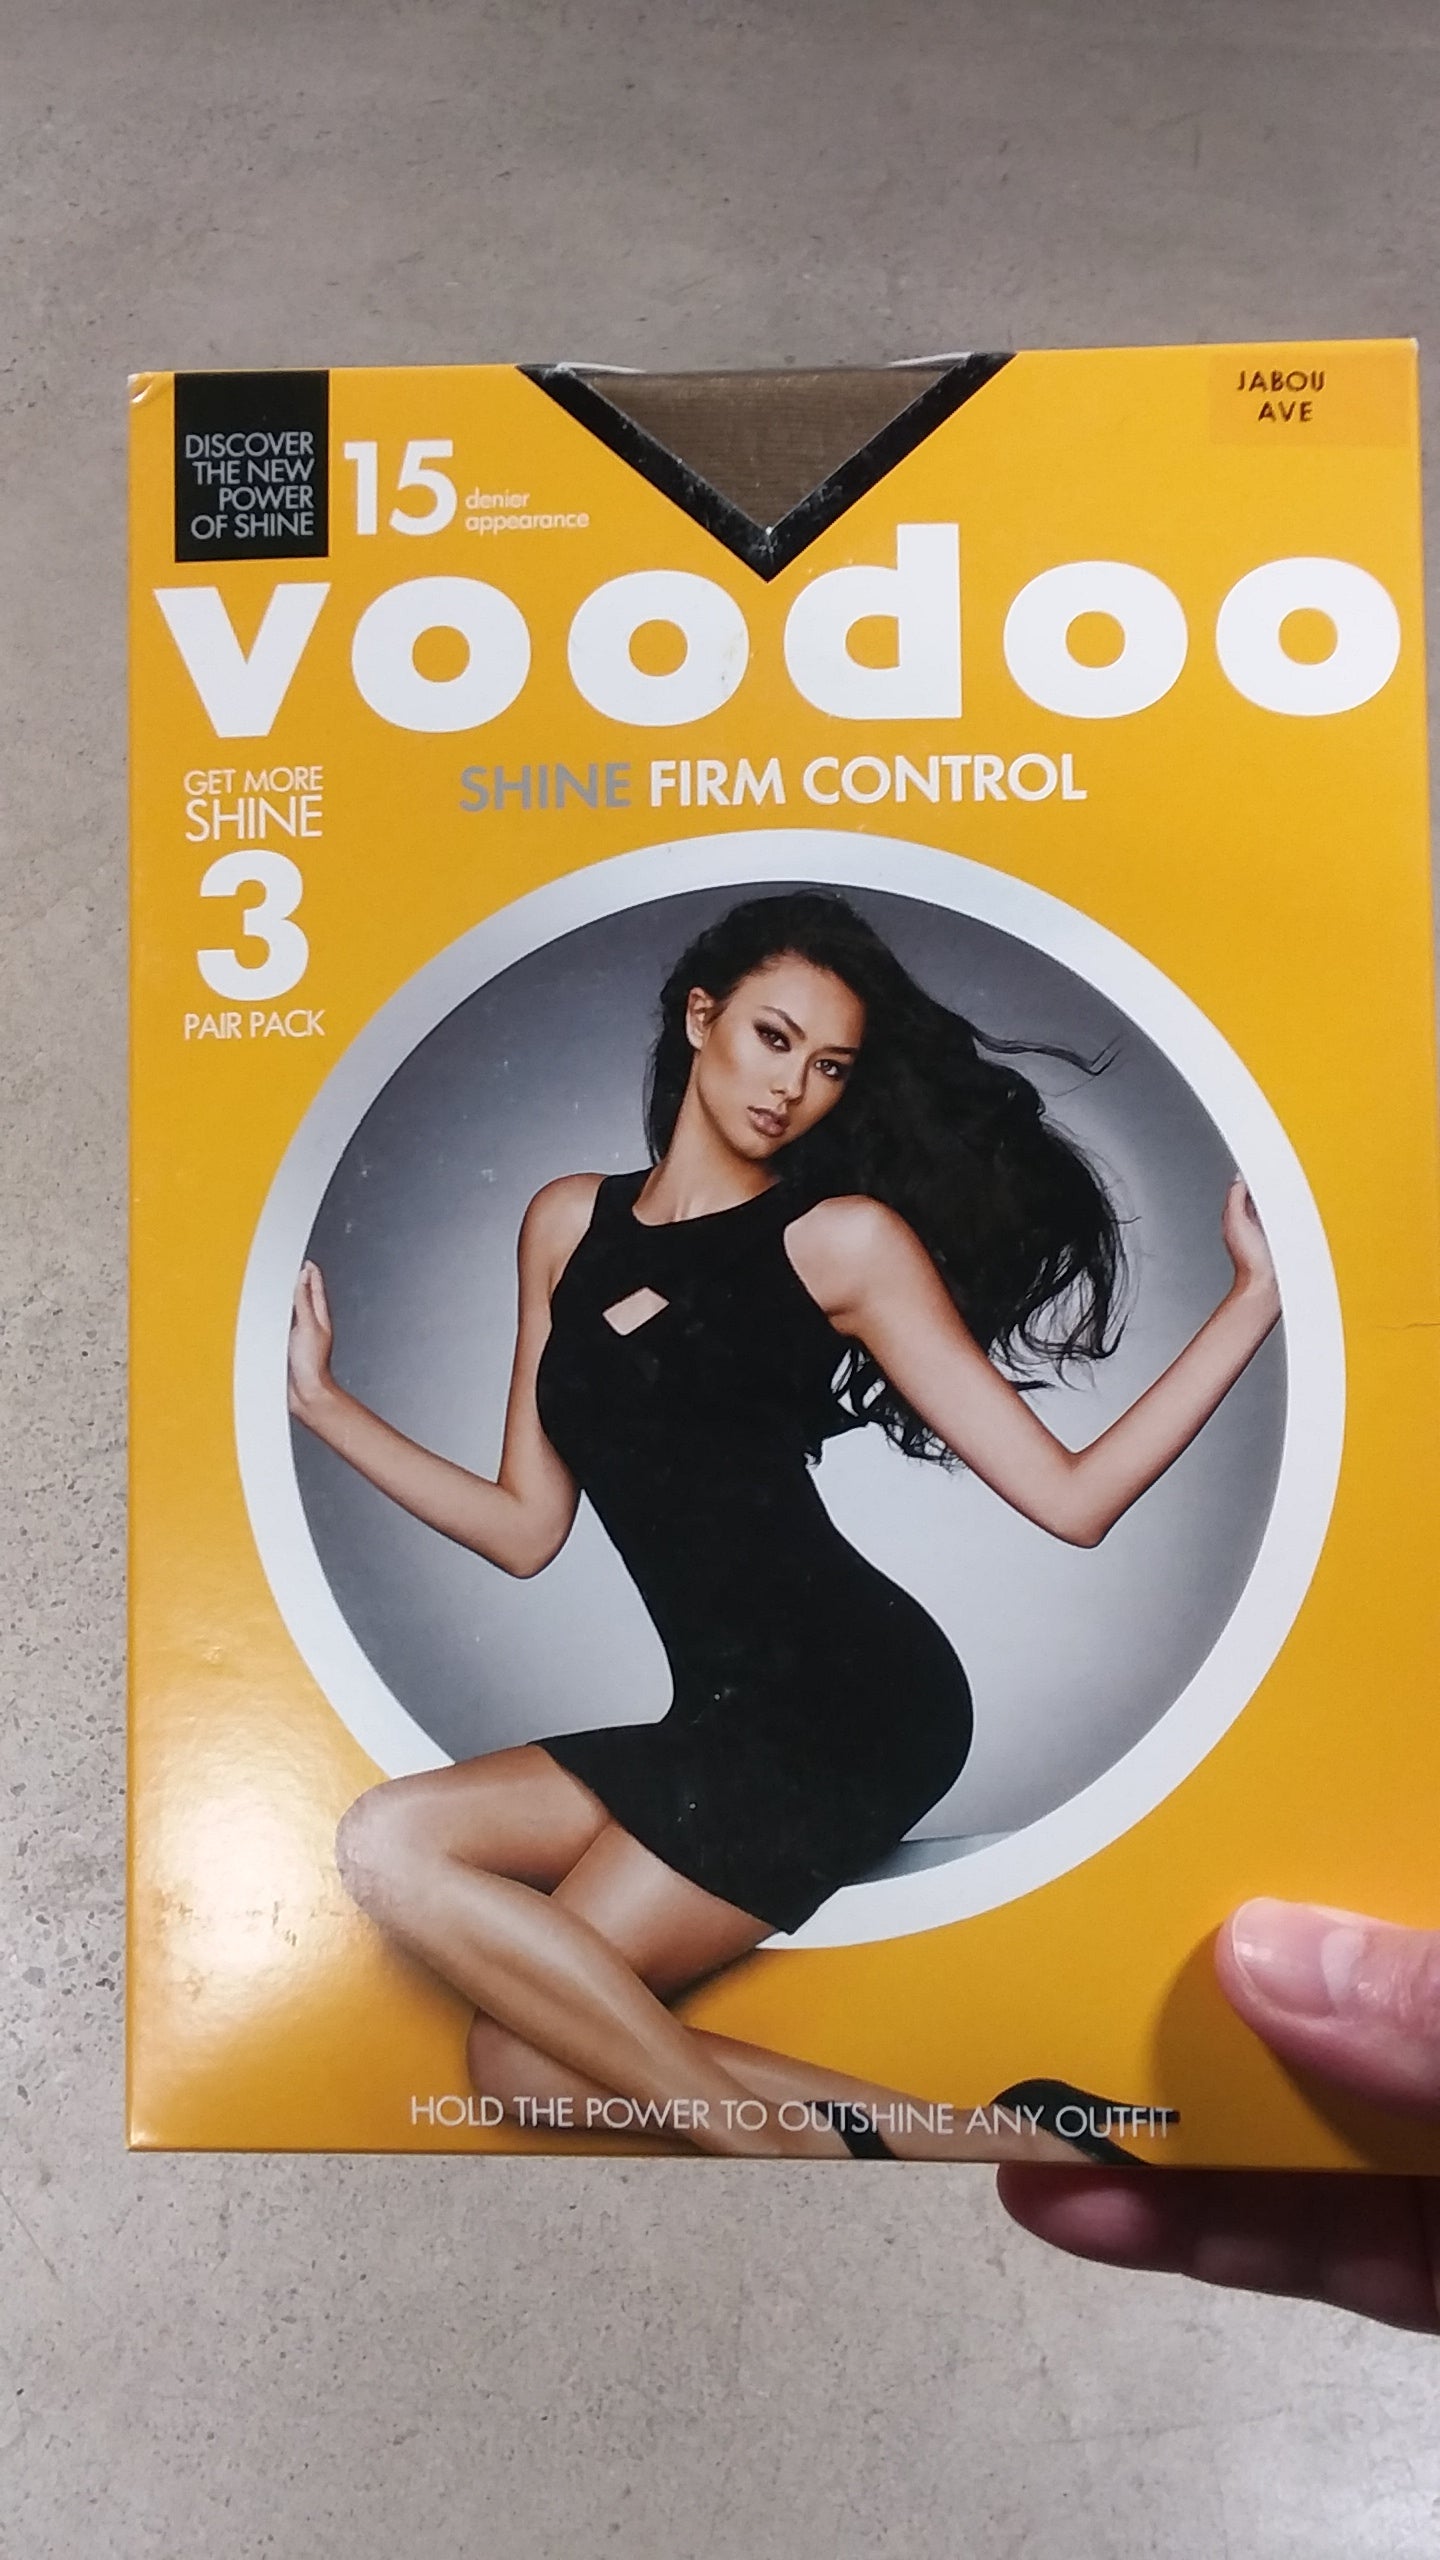 JABOU
AVE
DISCOVER
THE NEW
POWER
OF SHINE
15 denier
appearance
voodoo
SHINE FIRM CONTROL
GET MORE
SHINE
3
PAIR PACK
HOLD THE POWER TO OUTSHINE ANY OUTFIT